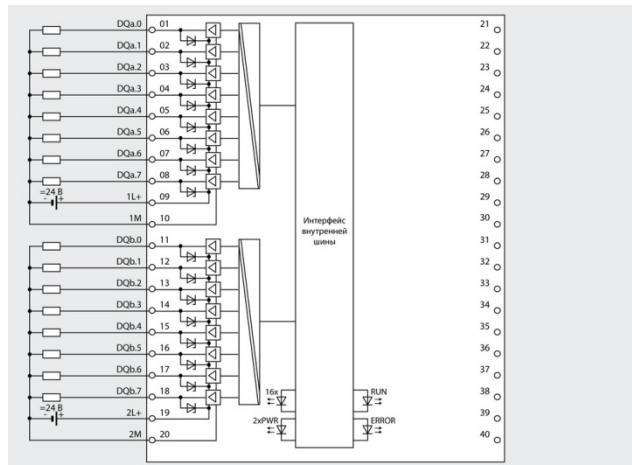 DQa.0 01 21
DQa.1 02 22
DQa.2 03 23
DQa.3 04 24
DQa.4 05 25
DQa.5 06 26
DQa.6 07 27
DQa.7 08 28
=24 В
- +
1L+ 09 29
1M 10 30
Интерфейс
внутренней
шины
DQb.0 11 31
DQb.1 12 32
DQb.2 13 33
DQb.3 14 34
DQb.4 15 35
DQb.5 16 36
DQb.6 17 37
DQb.7 18 16x RUN 38
=24 В
- +
2L+ 19 39
2xPWR ERROR
2M 20 40